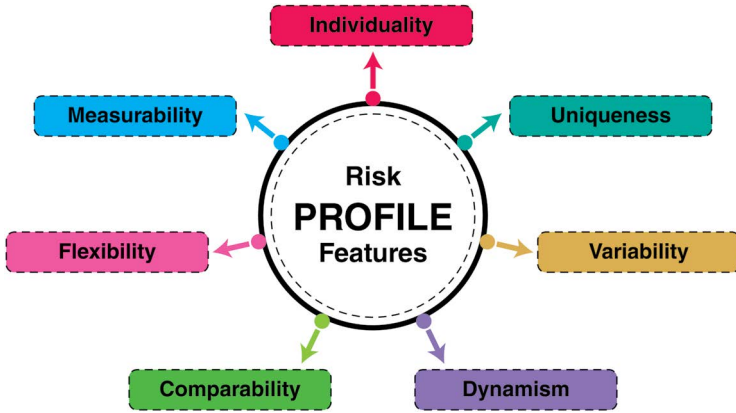 Individuality
Measurability
Uniqueness
Risk
PROFILE
Features
Flexibility
Variability
Comparability
Dynamism